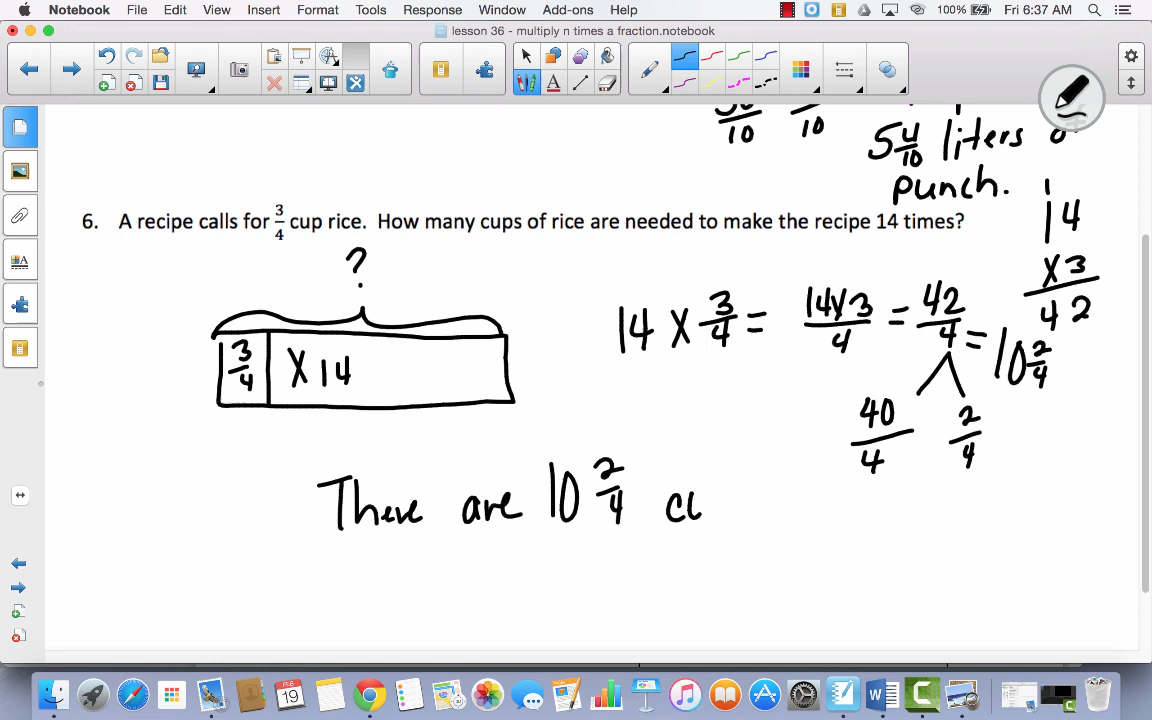 Notebook File Edit View Insert Format Tools Response Window Add-ons Help 100% Fri 6:37 AM
lesson 36 - multiply n times a fraction.notebook
A
10 10
5 4/10 liters
punch.
6. A recipe calls for 3/4 cup rice. How many cups of rice are needed to make the recipe 14 times?
?
3/4 X 14
14 X 3/4 = 14X3/4 = 42/4 = 10 2/4
40/4 2/4
1
14
X3
42
There are 10 2/4 cu
FEB
19
W
C